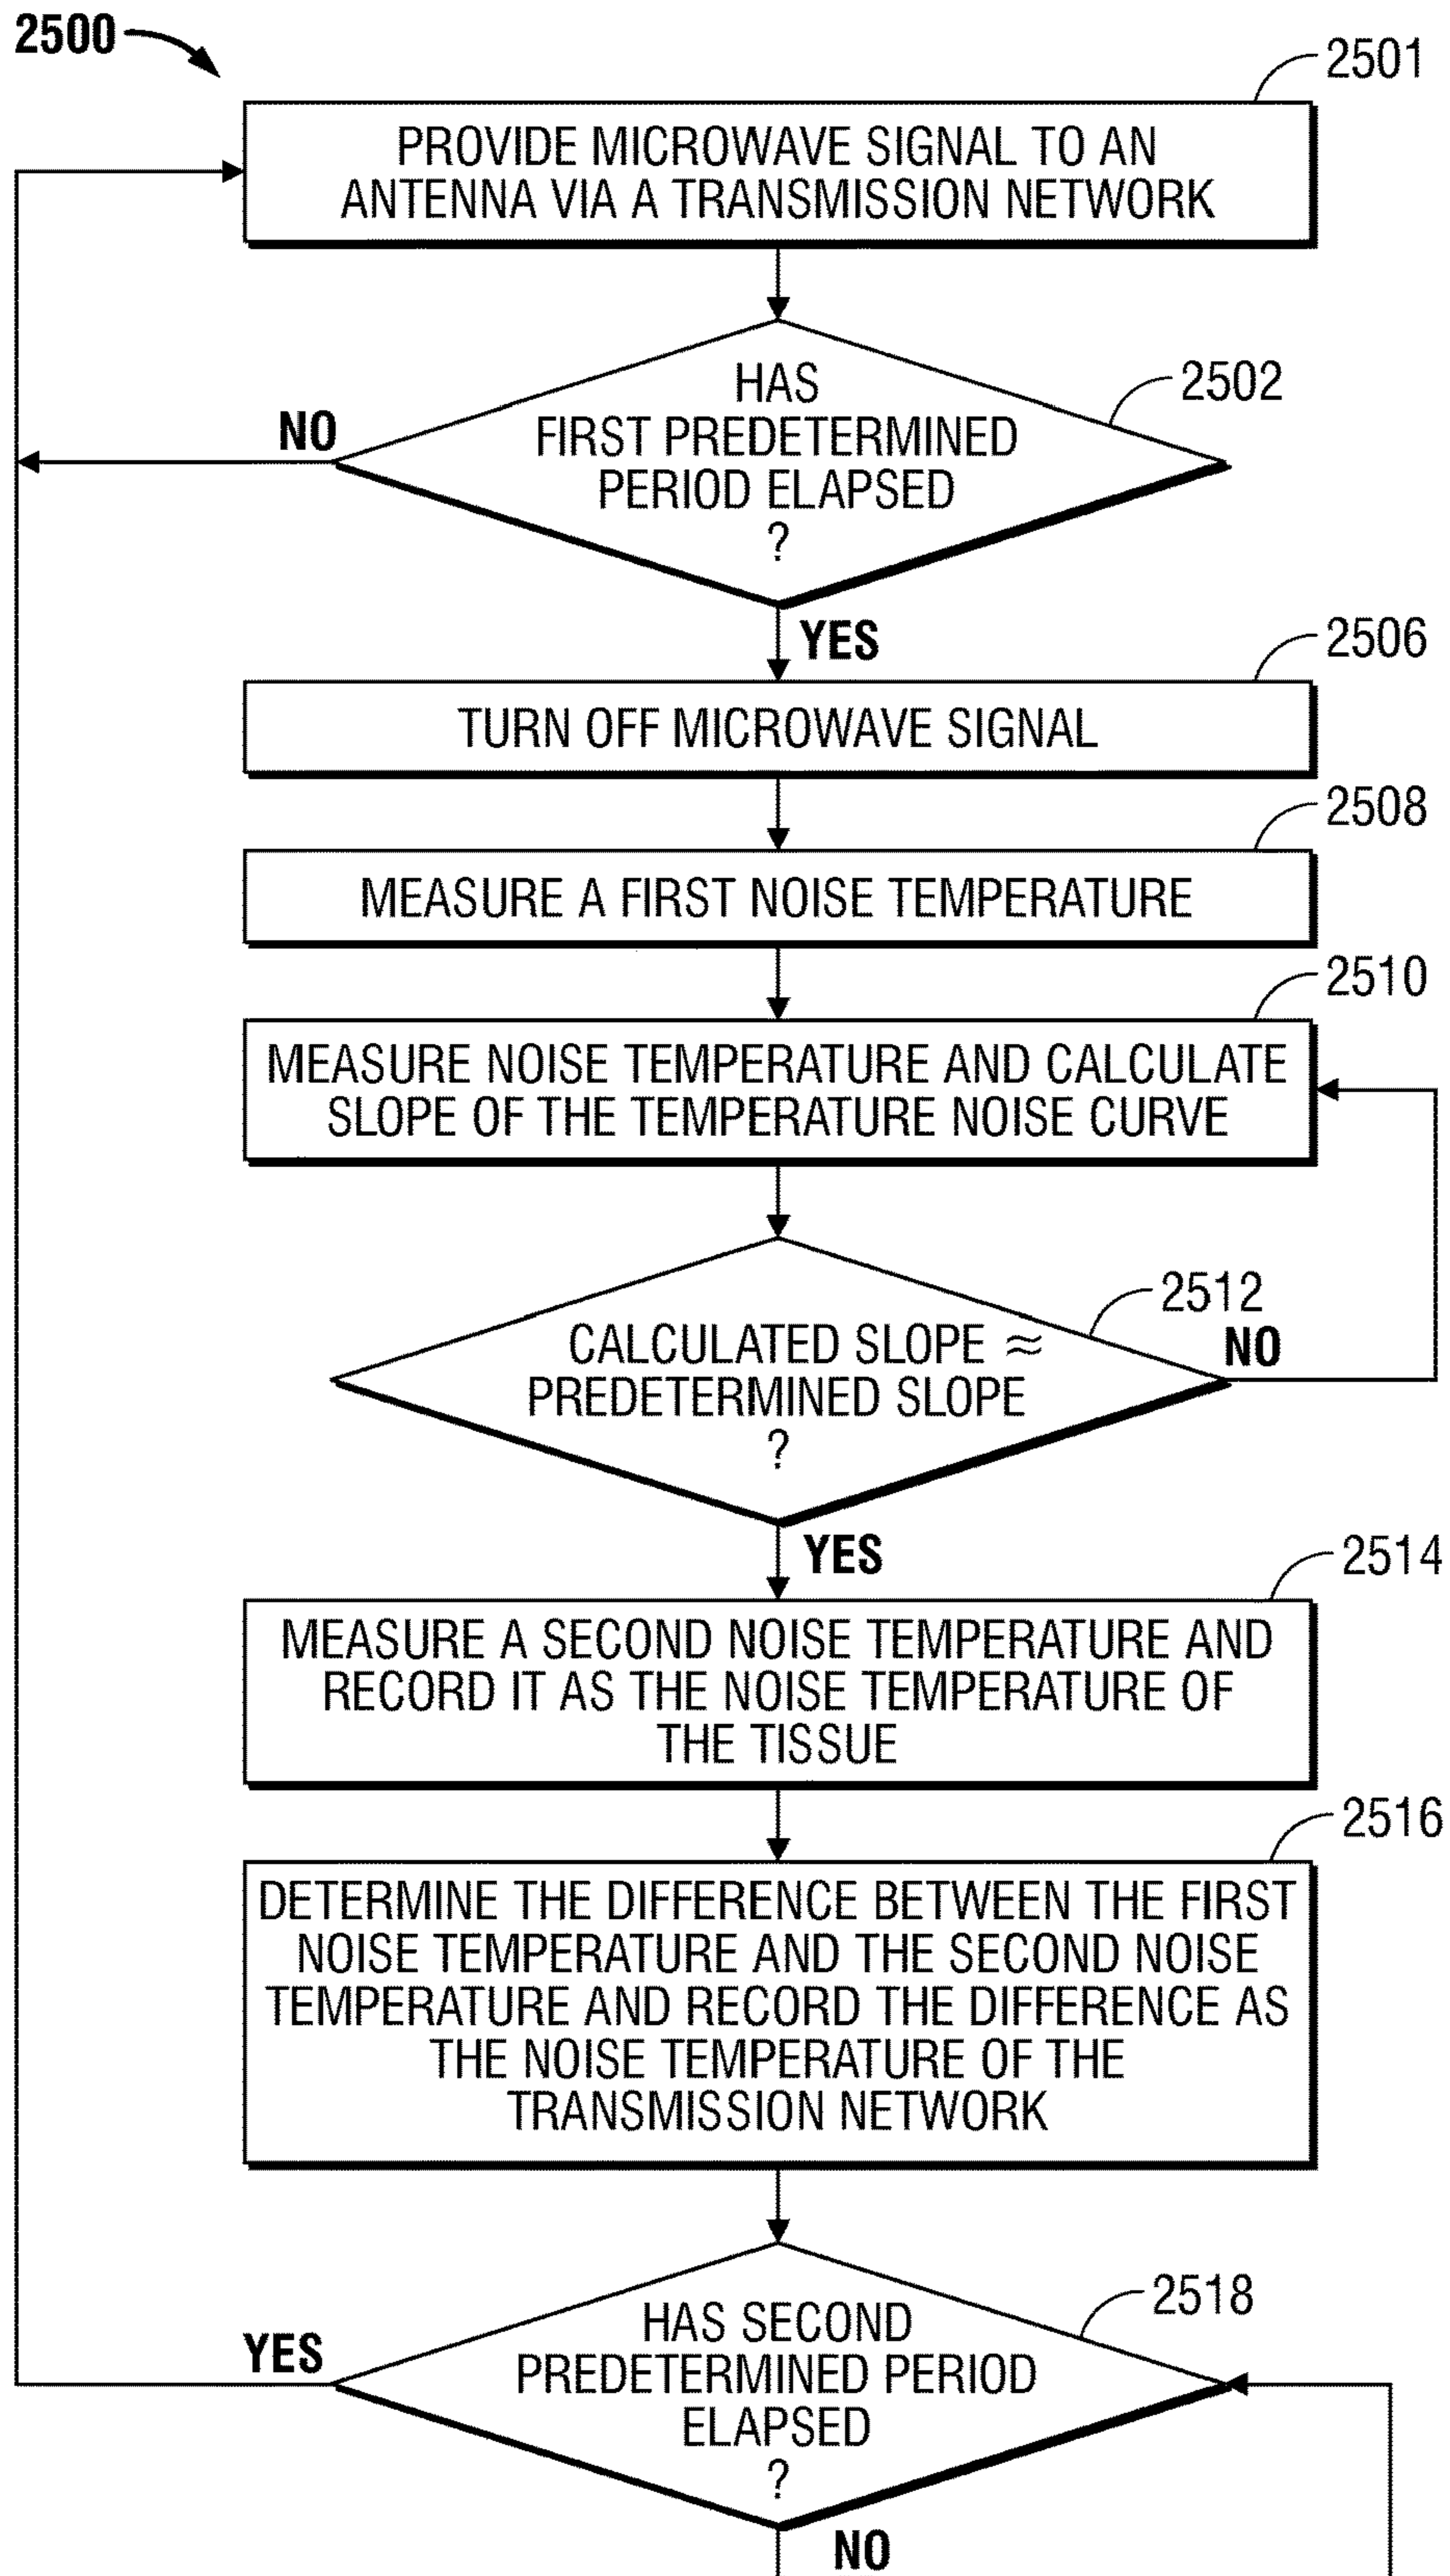 2500
2501
PROVIDE MICROWAVE SIGNAL TO AN
ANTENNA VIA A TRANSMISSION NETWORK
2502
HAS
FIRST PREDETERMINED
PERIOD ELAPSED
?
NO
YES
2506
TURN OFF MICROWAVE SIGNAL
2508
MEASURE A FIRST NOISE TEMPERATURE
2510
MEASURE NOISE TEMPERATURE AND CALCULATE
SLOPE OF THE TEMPERATURE NOISE CURVE
2512
CALCULATED SLOPE ≈
PREDETERMINED SLOPE
?
NO
YES
2514
MEASURE A SECOND NOISE TEMPERATURE AND
RECORD IT AS THE NOISE TEMPERATURE OF
THE TISSUE
2516
DETERMINE THE DIFFERENCE BETWEEN THE FIRST
NOISE TEMPERATURE AND THE SECOND NOISE
TEMPERATURE AND RECORD THE DIFFERENCE AS
THE NOISE TEMPERATURE OF THE
TRANSMISSION NETWORK
2518
HAS SECOND
PREDETERMINED PERIOD
ELAPSED
?
YES
NO